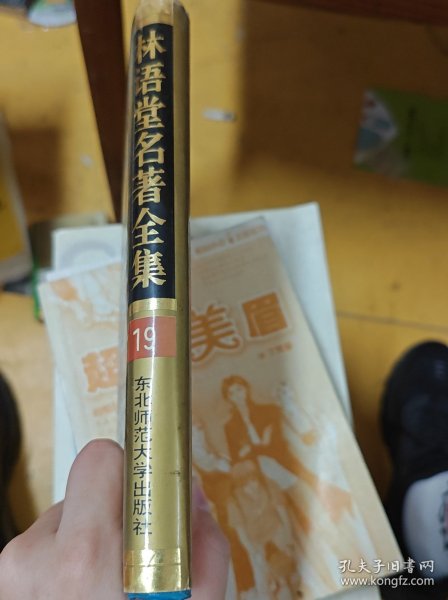 林语堂名著全集
19
东北师范大学出版社
超
美眉
孔夫子旧书网
www.kongfz.com